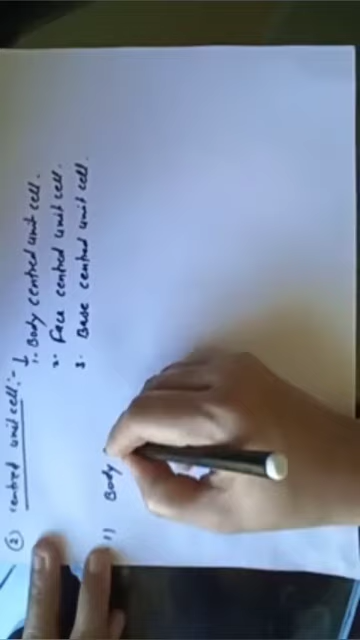 (2) centred unit cell:-
↓
1. Body centred unit cell.
2. Face centred unit cell.
3. Base centred unit cell.
1) Body